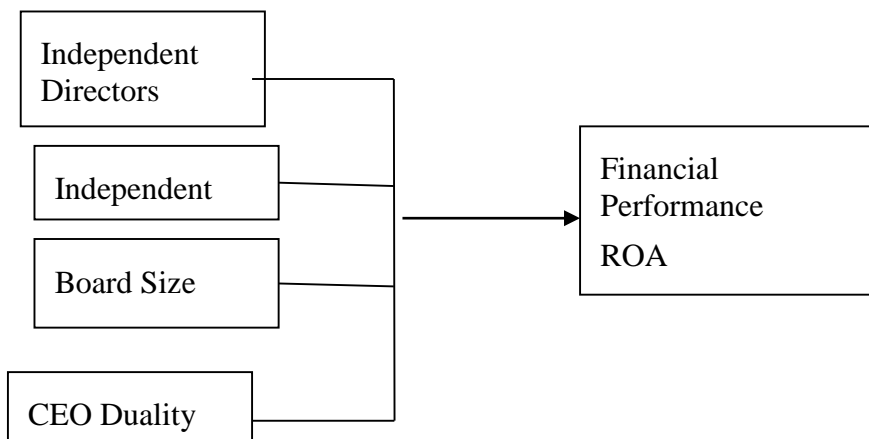 Independent
Directors
Independent
Board Size
CEO Duality
Financial
Performance
ROA